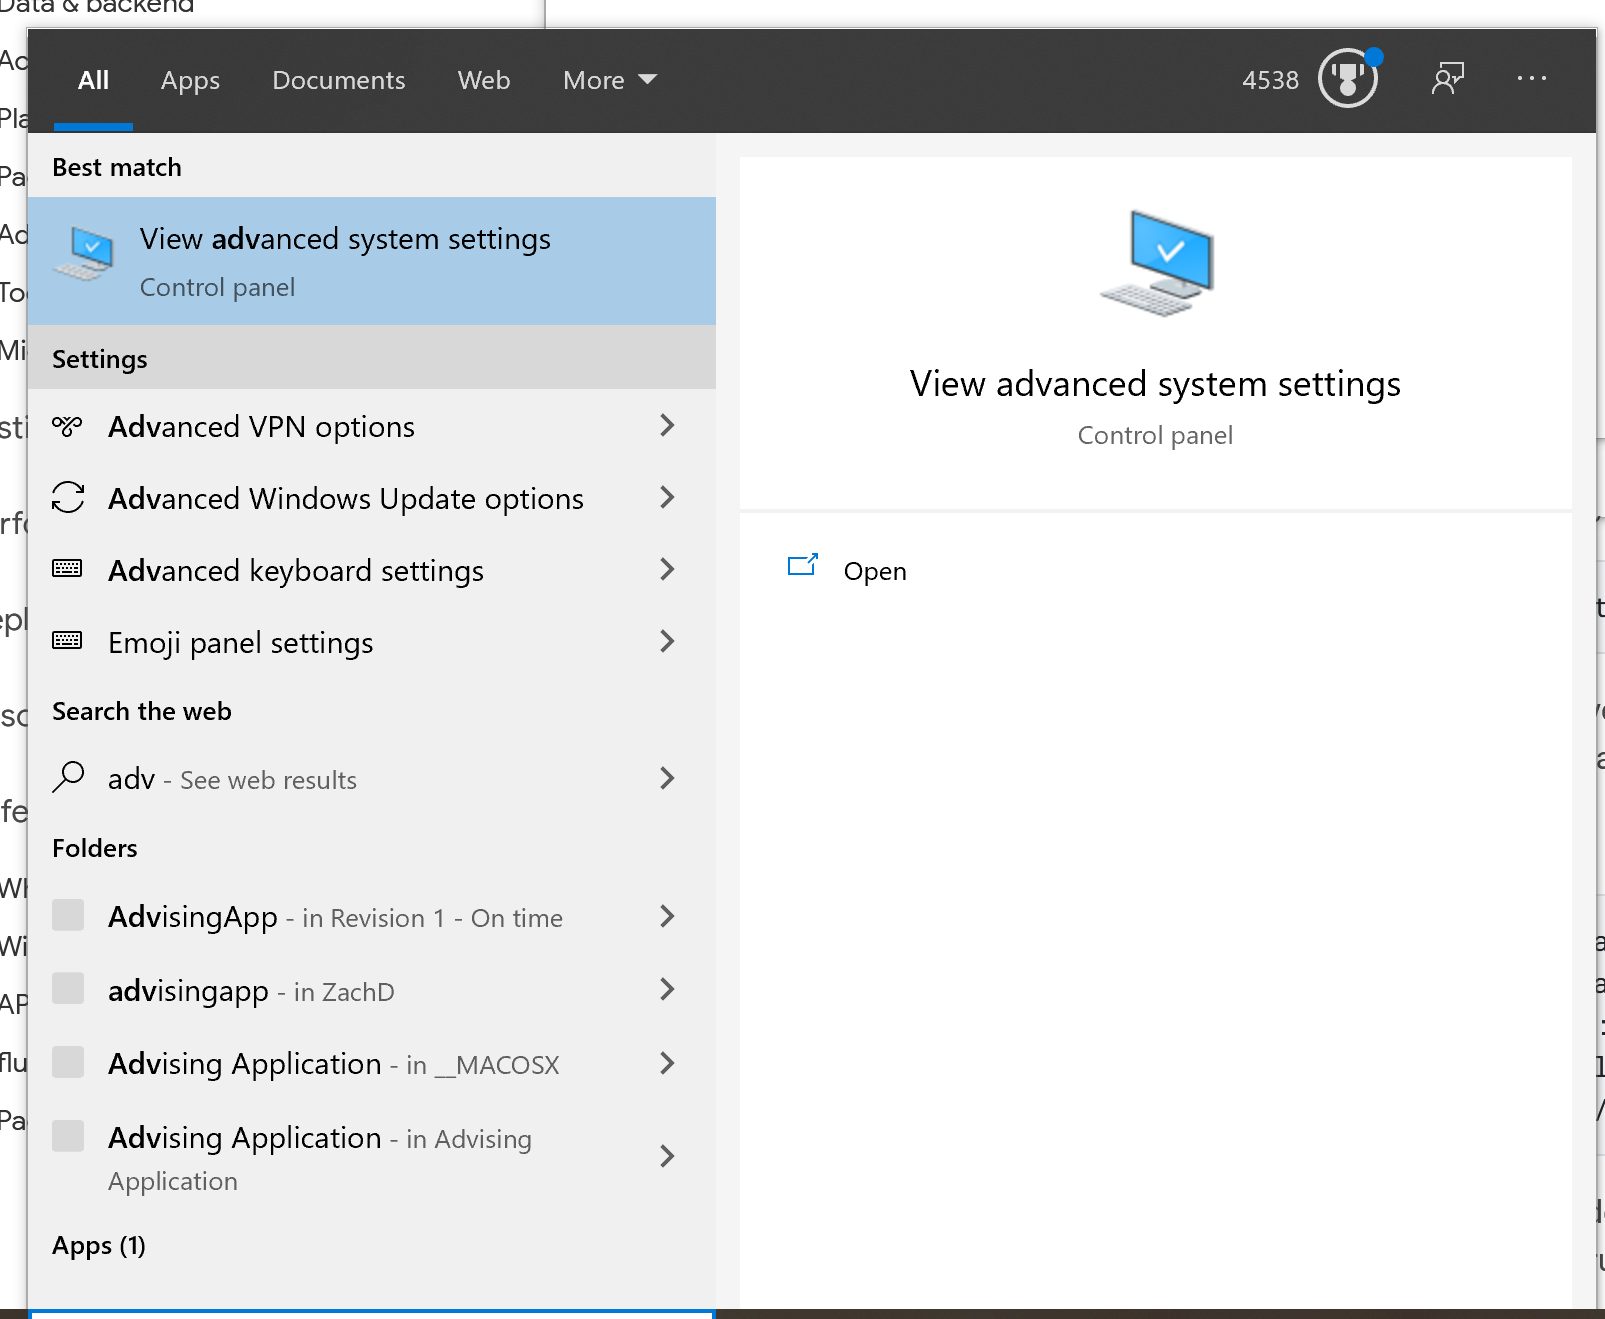 Data & backend
All Apps Documents Web More 4538
Best match
View advanced system settings
Control panel
Settings
Advanced VPN options
Advanced Windows Update options
Advanced keyboard settings
Emoji panel settings
Search the web
adv - See web results
Folders
AdvisingApp - in Revision 1 - On time
advisingapp - in ZachD
Advising Application - in __MACOSX
Advising Application - in Advising
Application
Apps (1)
View advanced system settings
Control panel
Open